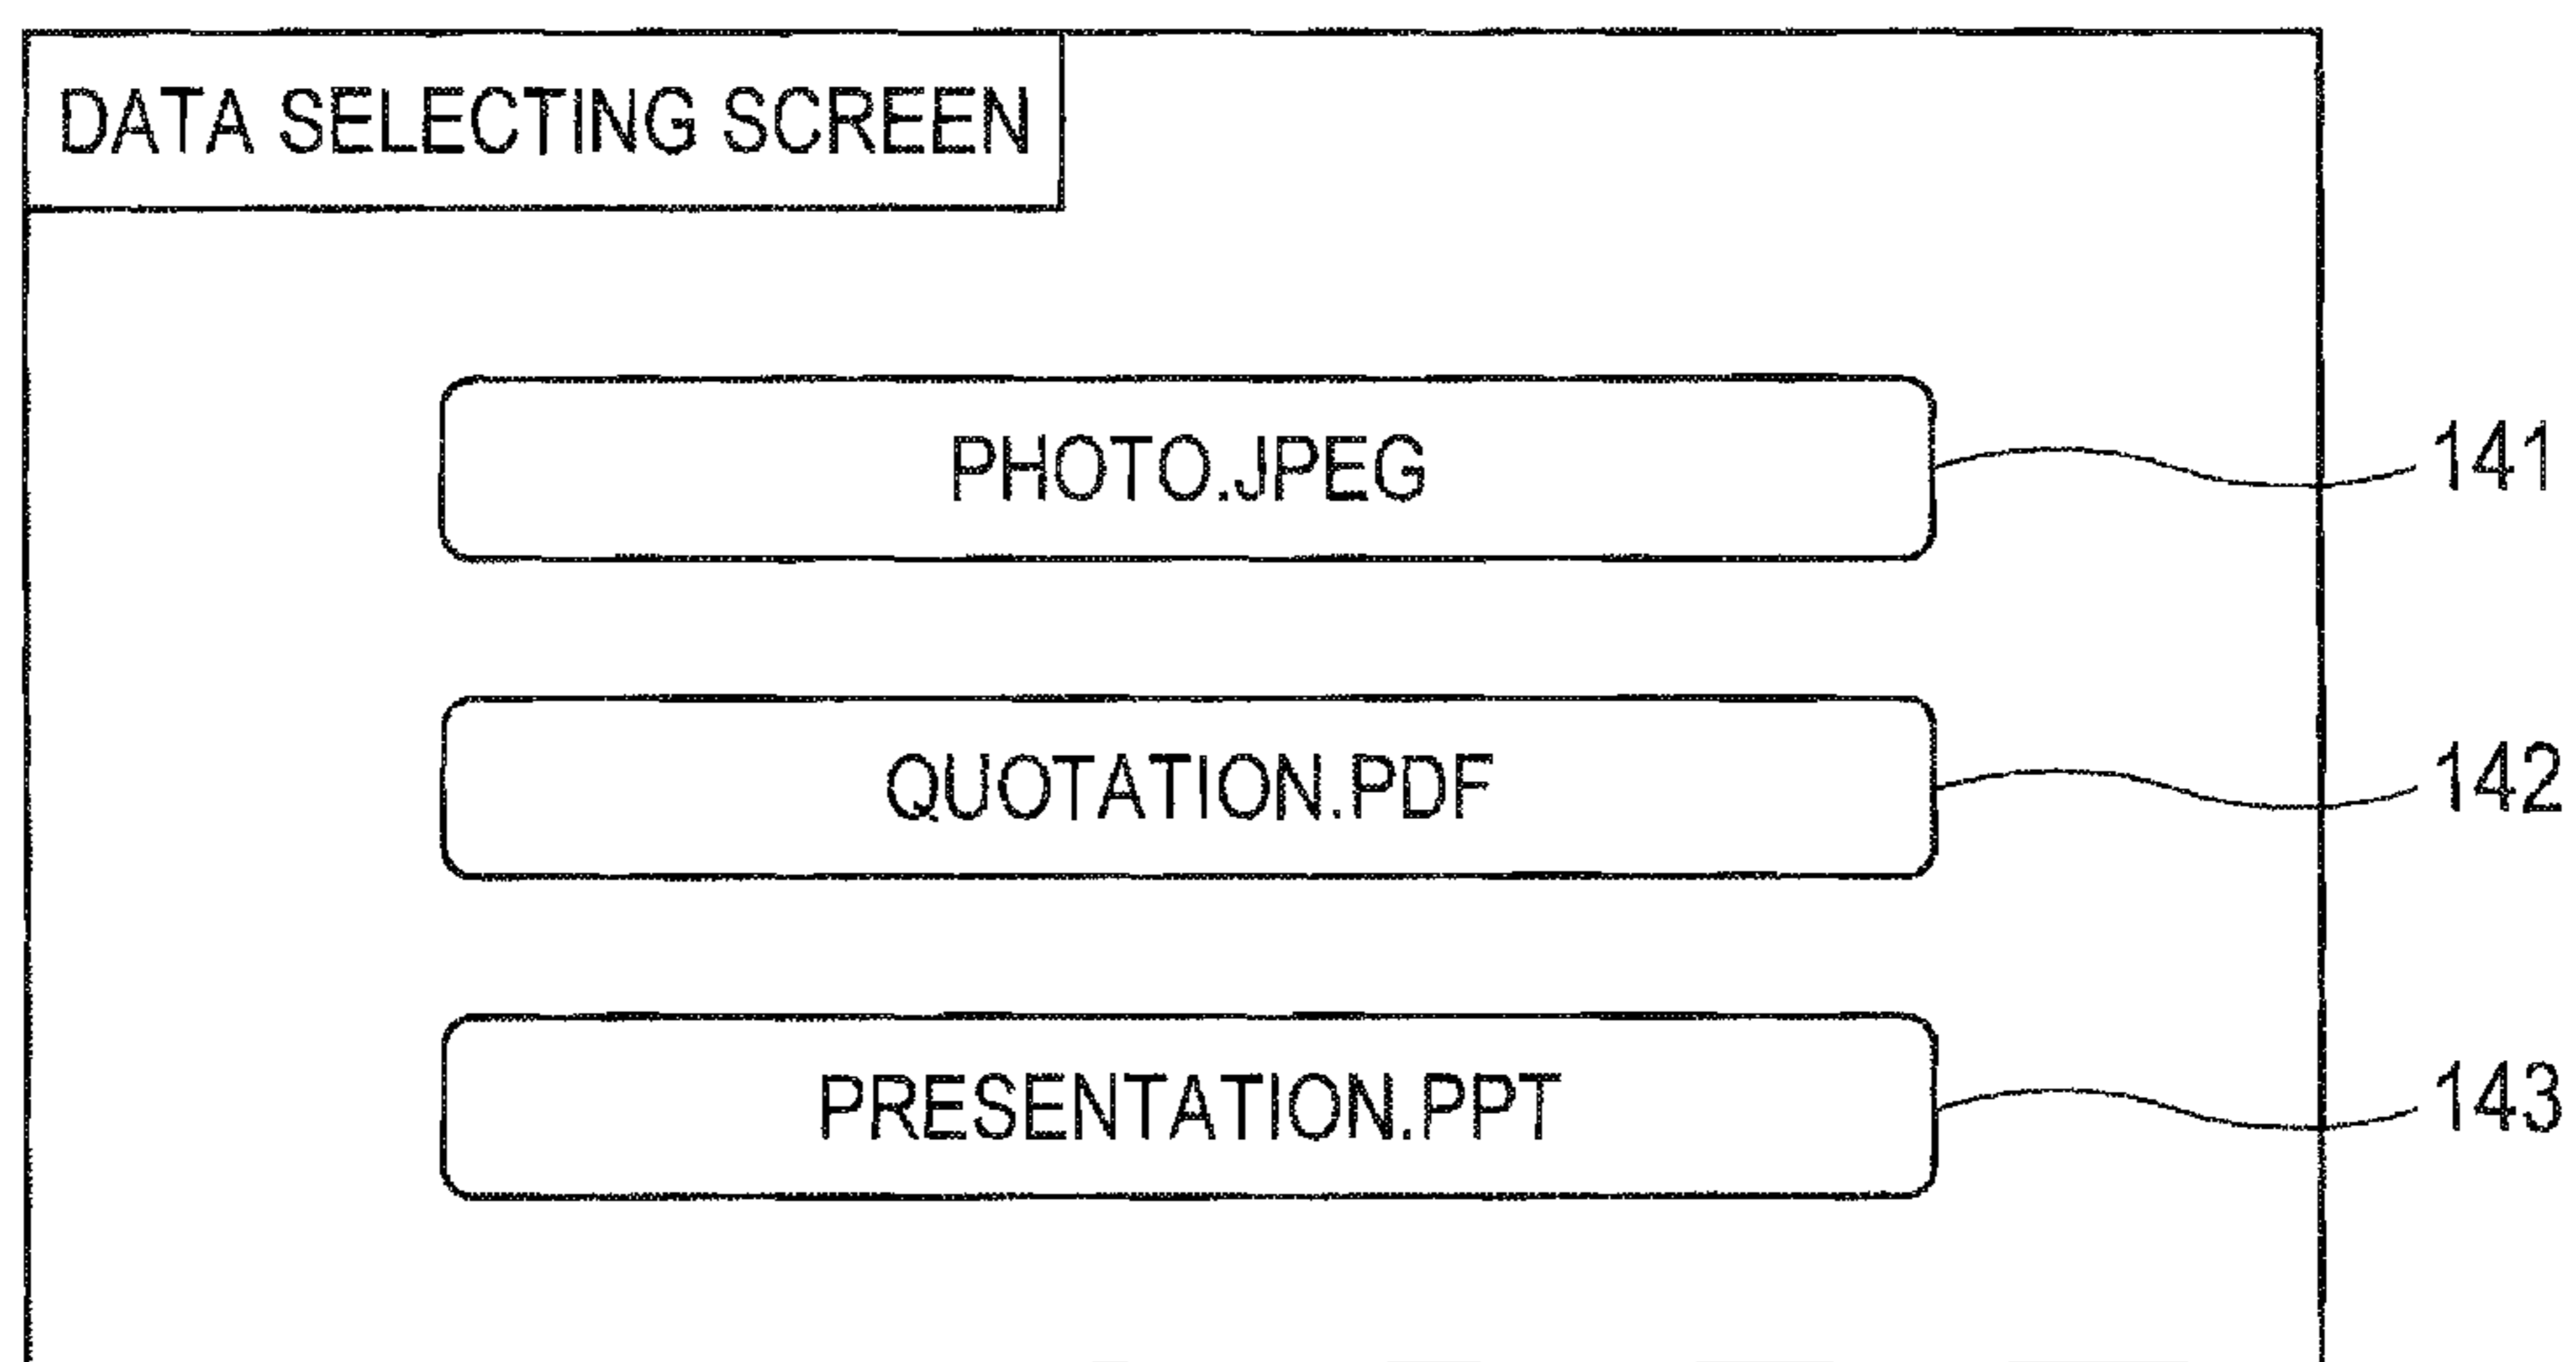 DATA SELECTING SCREEN
PHOTO.JPEG 141
QUOTATION.PDF 142
PRESENTATION.PPT 143